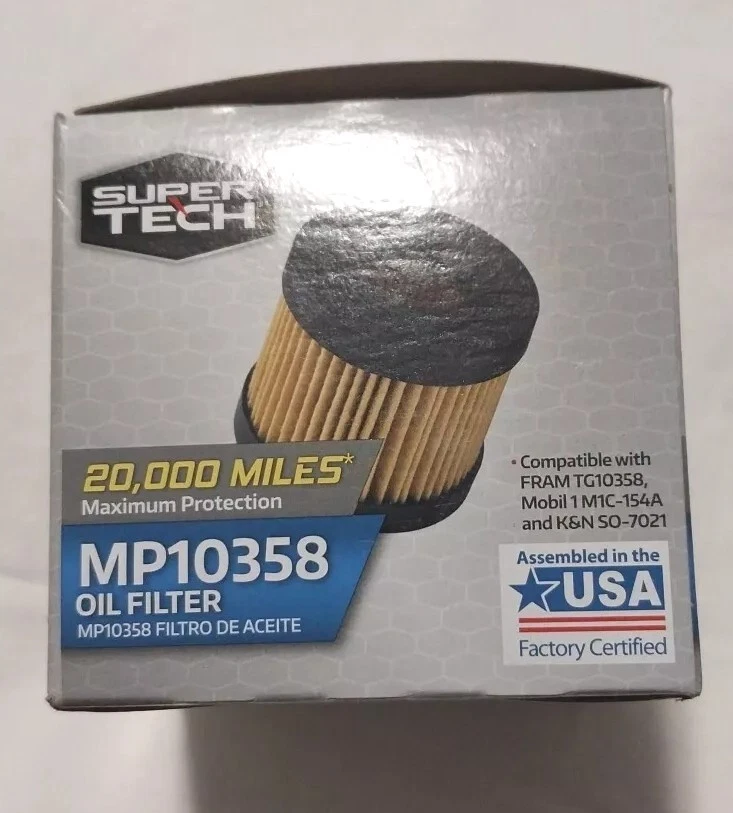 SUPER
TECH
20,000 MILES*
Maximum Protection
MP10358
OIL FILTER
MP10358 FILTRO DE ACEITE
• Compatible with
FRAM TG10358,
Mobil 1 M1C-154A
and K&N SO-7021
Assembled in the
USA
Factory Certified